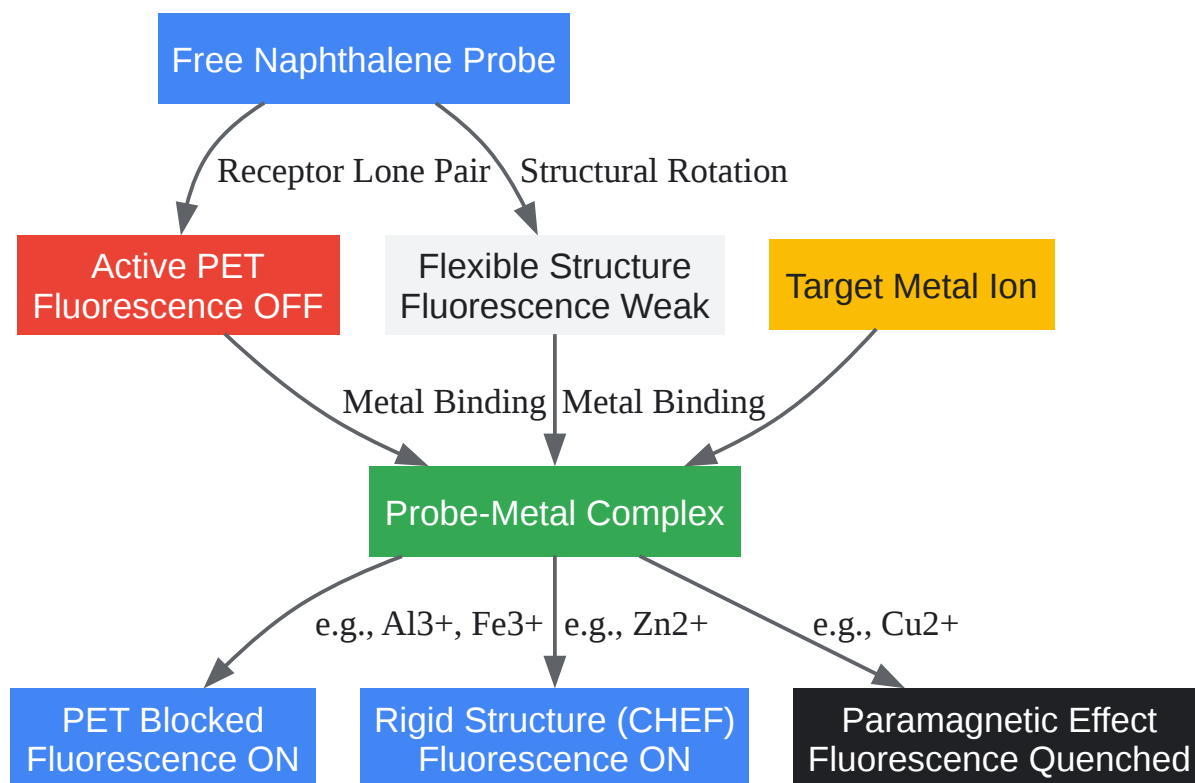 Free Naphthalene Probe
Receptor Lone Pair
Structural Rotation
Active PET
Fluorescence OFF
Flexible Structure
Fluorescence Weak
Target Metal Ion
Metal Binding
Metal Binding
Probe-Metal Complex
e.g., Al3+, Fe3+
e.g., Zn2+
e.g., Cu2+
PET Blocked
Fluorescence ON
Rigid Structure (CHEF)
Fluorescence ON
Paramagnetic Effect
Fluorescence Quenched